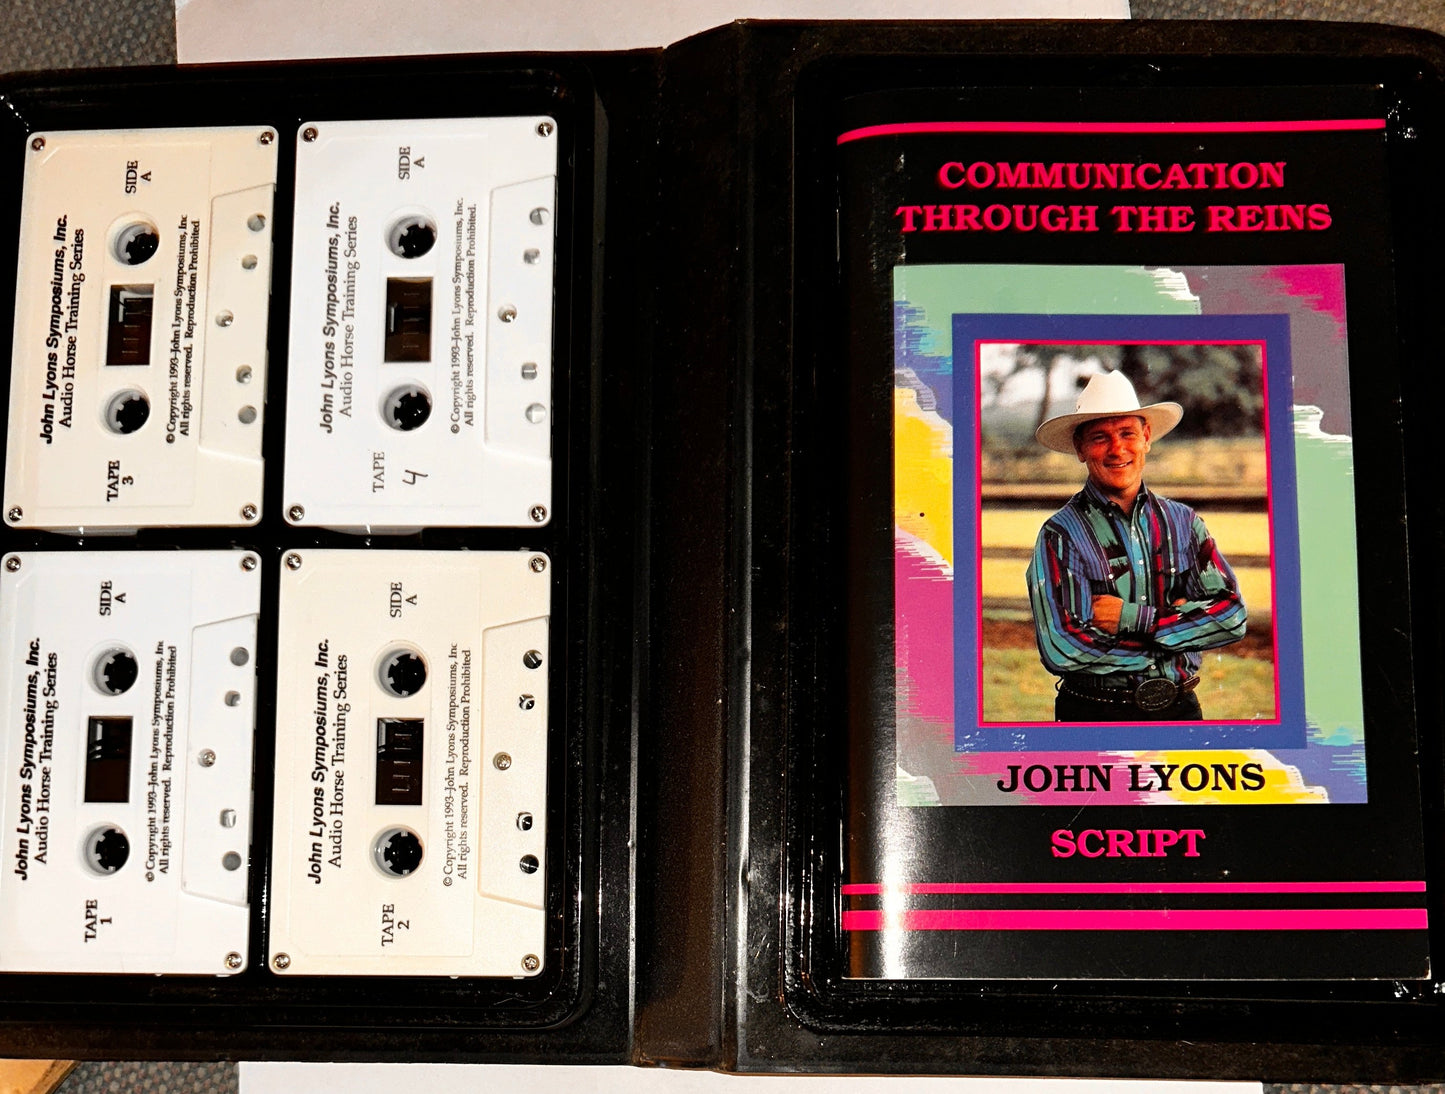 John Lyons Symposiums, Inc.
Audio Horse Training Series
TAPE
3
SIDE
A
© Copyright 1993–John Lyons Symposiums, Inc
All rights reserved. Reproduction Prohibited
John Lyons Symposiums, Inc.
Audio Horse Training Series
TAPE
4
SIDE
A
© Copyright 1993–John Lyons Symposiums, Inc.
All rights reserved. Reproduction Prohibited.
John Lyons Symposiums, Inc.
Audio Horse Training Series
TAPE
1
SIDE
A
© Copyright 1993–John Lyons Symposiums, In
All rights reserved. Reproduction Prohibited
John Lyons Symposiums, Inc.
Audio Horse Training Series
TAPE
2
SIDE
A
© Copyright 1993–John Lyons Symposiums, Inc
All rights reserved. Reproduction Prohibited
COMMUNICATION
THROUGH THE REINS
JOHN LYONS
SCRIPT